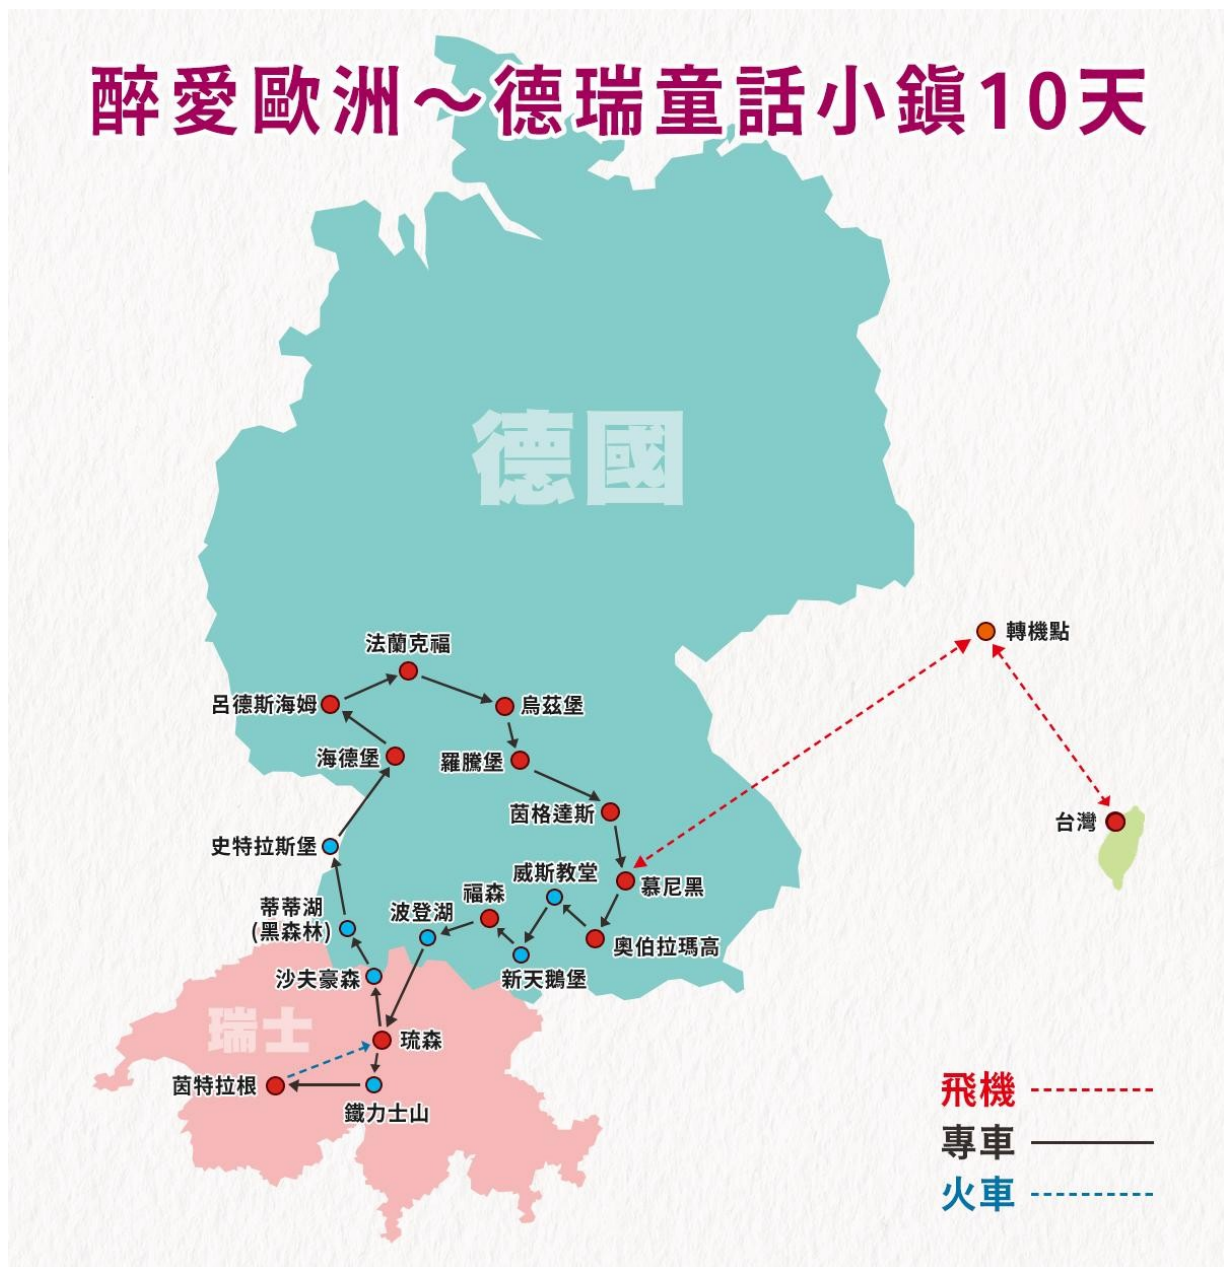 醉愛歐洲～德瑞童話小鎮10天
德國
法蘭克福
呂德斯海姆
烏茲堡
海德堡
羅騰堡
轉機點
茵格達斯
台灣
史特拉斯堡
威斯教堂
慕尼黑
福森
蒂蒂湖
(黑森林)
波登湖
奧伯拉瑪高
沙夫豪森
新天鵝堡
瑞士
琉森
茵特拉根
鐵力士山
飛機
專車
火車